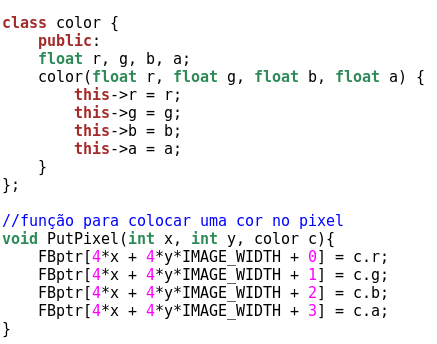 class color {
    public:
    float r, g, b, a;
    color(float r, float g, float b, float a) {
        this->r = r;
        this->g = g;
        this->b = b;
        this->a = a;
    }
};

//função para colocar uma cor no pixel
void PutPixel(int x, int y, color c){
    FBptr[4*x + 4*y*IMAGE_WIDTH + 0] = c.r;
    FBptr[4*x + 4*y*IMAGE_WIDTH + 1] = c.g;
    FBptr[4*x + 4*y*IMAGE_WIDTH + 2] = c.b;
    FBptr[4*x + 4*y*IMAGE_WIDTH + 3] = c.a;
}